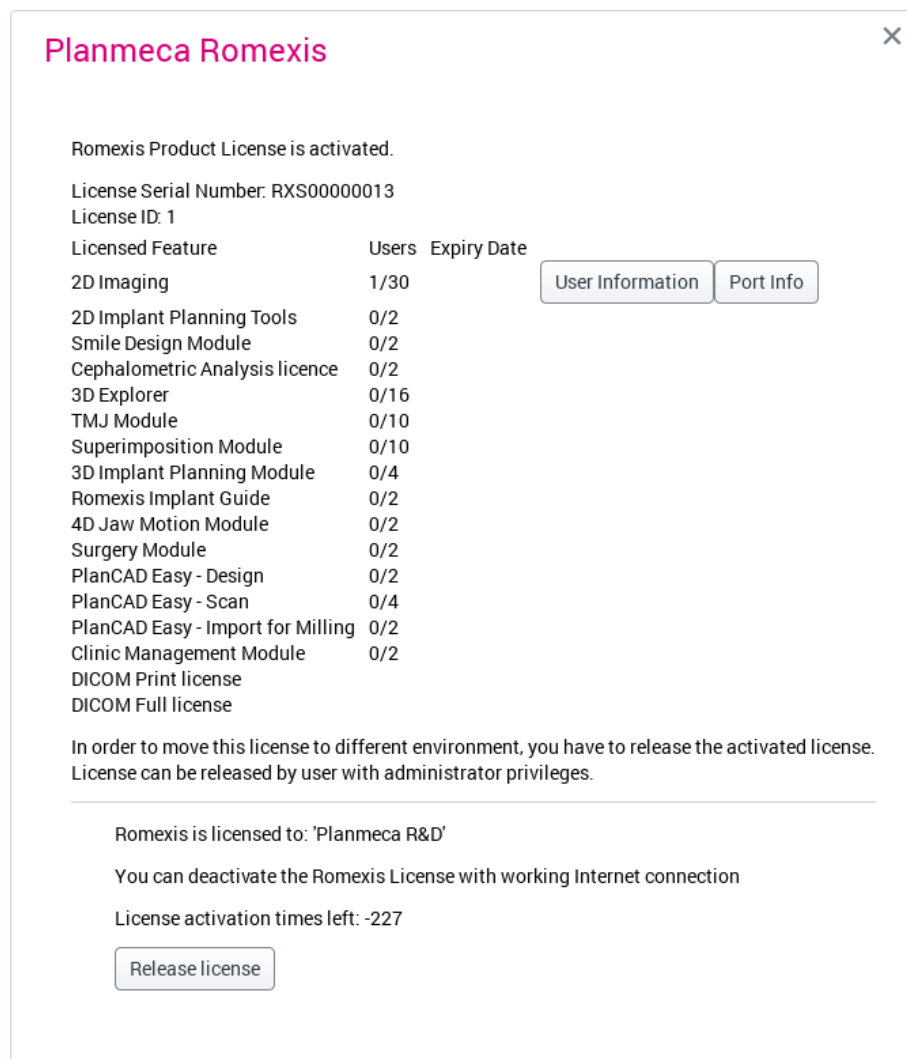 Planmeca Romexis
Romexis Product License is activated.
License Serial Number: RXS00000013
License ID: 1
Licensed Feature Users Expiry Date
2D Imaging 1/30 User Information Port Info
2D Implant Planning Tools 0/2
Smile Design Module 0/2
Cephalometric Analysis licence 0/2
3D Explorer 0/16
TMJ Module 0/10
Superimposition Module 0/10
3D Implant Planning Module 0/4
Romexis Implant Guide 0/2
4D Jaw Motion Module 0/2
Surgery Module 0/2
PlanCAD Easy - Design 0/2
PlanCAD Easy - Scan 0/4
PlanCAD Easy - Import for Milling 0/2
Clinic Management Module 0/2
DICOM Print license
DICOM Full license
In order to move this license to different environment, you have to release the activated license.
License can be released by user with administrator privileges.
Romexis is licensed to: 'Planmeca R&D'
You can deactivate the Romexis License with working Internet connection
License activation times left: -227
Release license